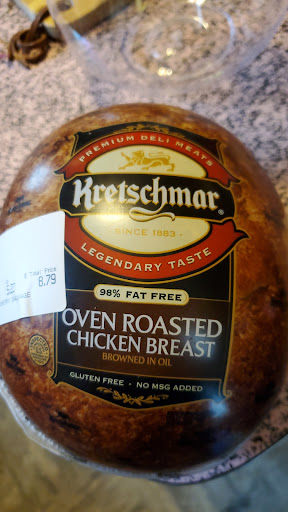 PREMIUM DELI MEATS
Kretschmar
SINCE 1883
LEGENDARY TASTE
$ Total Price
8.79
98% FAT FREE
OVEN ROASTED
CHICKEN BREAST
BROWNED IN OIL
GLUTEN FREE • NO MSG ADDED